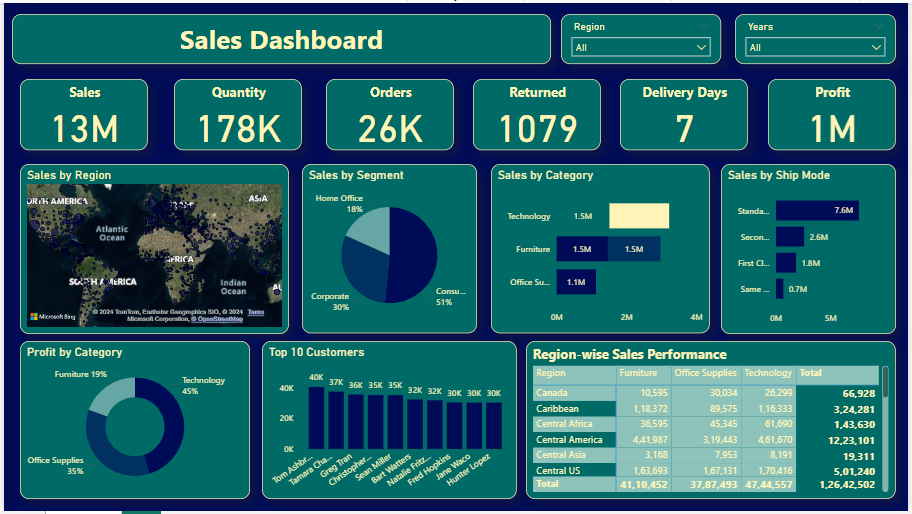 Sales Dashboard
Region
All
Years
All
Sales
13M
Quantity
178K
Orders
26K
Returned
1079
Delivery Days
7
Profit
1M
Sales by Region
ORTH AMERICA
ASIA
Atlantic
Ocean
AFRICA
SOUTH AMERICA
Indian
Ocean
AU
Microsoft Bing
© 2024 TomTom, Earthstar Geographics SIO, © 2024
Microsoft Corporation, © OpenStreetMap
Terms
Sales by Segment
Home Office
18%
Corporate
30%
Consu...
51%
Sales by Category
Technology
1.5M
Furniture
1.5M
1.5M
Office Su...
1.1M
0M
2M
4M
Sales by Ship Mode
Standa...
7.6M
Secon...
2.6M
First Cl...
1.8M
Same ...
0.7M
0M
5M
Profit by Category
Furniture 19%
Technology
45%
Office Supplies
35%
Top 10 Customers
40K
20K
0K
40K
37K
36K
35K
35K
32K
32K
30K
30K
30K
Tom Ashbr...
Tamara Cha...
Greg Tran
Christopher...
Sean Miller
Bart Watters
Natalie Fritz...
Fred Hopkins
Jane Waco
Hunter Lopez
Region-wise Sales Performance
Region Furniture Office Supplies Technology Total
Canada 10,595 30,034 26,299 66,928
Caribbean 1,18,372 89,575 1,16,333 3,24,281
Central Africa 36,595 45,345 61,690 1,43,630
Central America 4,41,987 3,19,443 4,61,670 12,23,101
Central Asia 3,168 7,953 8,191 19,311
Central US 1,63,693 1,67,131 1,70,416 5,01,240
Total 41,10,452 37,87,493 47,44,557 1,26,42,502